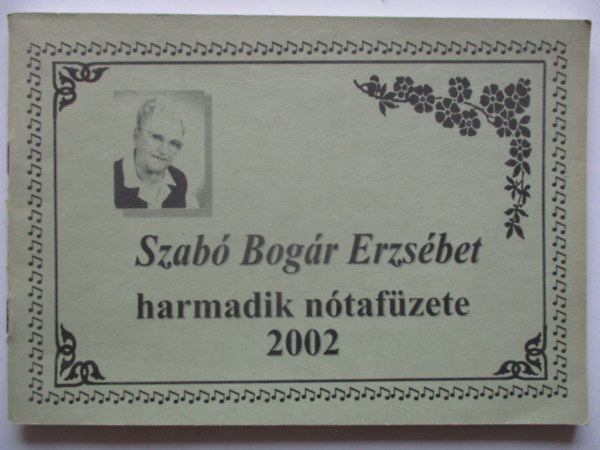 Szabó Bogár Erzsébet
harmadik nótafüzete
2002